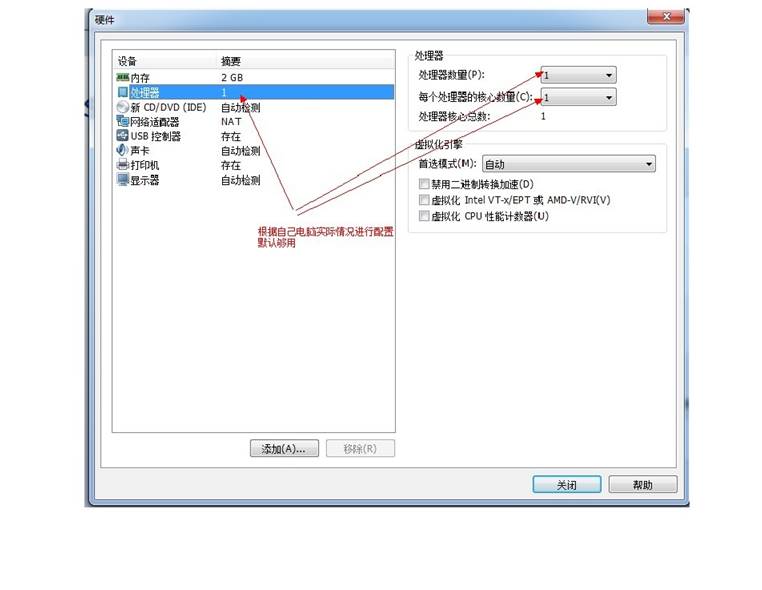 硬件
设备 摘要
内存 2 GB
处理器 1
新 CD/DVD (IDE) 自动检测
网络适配器 NAT
USB 控制器 存在
声卡 自动检测
打印机 存在
显示器 自动检测
根据自己电脑实际情况进行配置
默认够用
添加(A)... 移除(R)
处理器
处理器数量(P): 1
每个处理器的核心数量(C): 1
处理器核心总数: 1
虚拟化引擎
首选模式(M): 自动
禁用二进制转换加速(D)
虚拟化 Intel VT-x/EPT 或 AMD-V/RVI(V)
虚拟化 CPU 性能计数器(U)
关闭 帮助